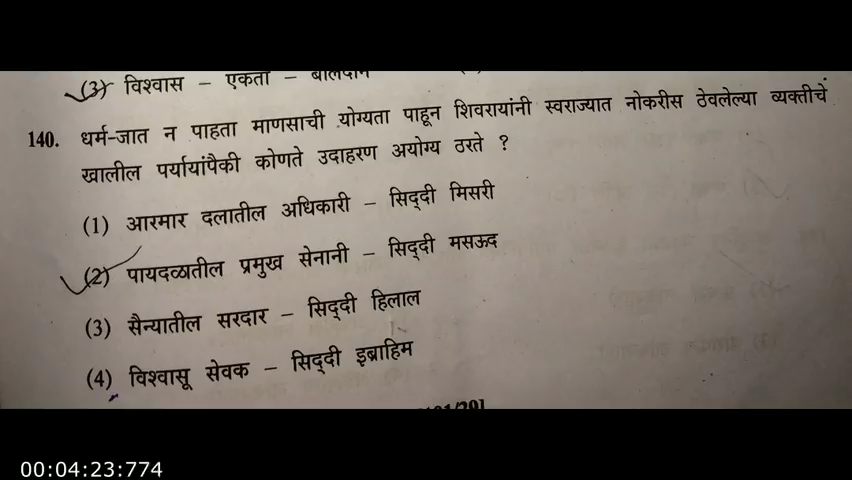 (3) विश्वास – एकता – बलिदान
140. धर्म-जात न पाहता माणसाची योग्यता पाहून शिवरायांनी स्वराज्यात नोकरीस ठेवलेल्या व्यक्तीचें
खालील पर्यायांपैकी कोणते उदाहरण अयोग्य ठरते ?
(1) आरमार दलातील अधिकारी – सिद्दी मिसरी
(2) पायदळातील प्रमुख सेनानी – सिद्दी मसऊद
(3) सैन्यातील सरदार – सिद्दी हिलाल
(4) विश्वासू सेवक – सिद्दी इब्राहिम
00:04:23:774